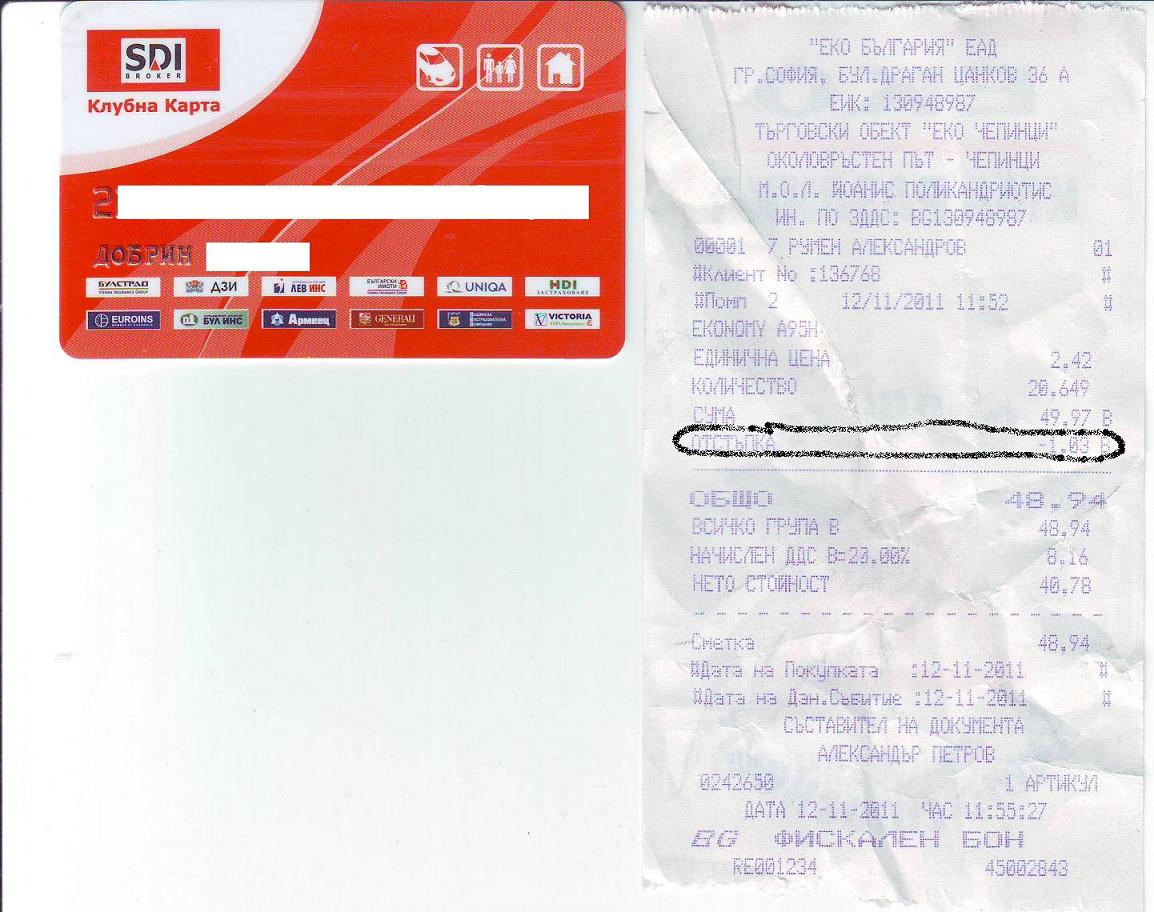 SDI
BROKER
Клубна Карта
2
ДОБРИН
БУЛСТРАД
ДЗИ
ЛЕВ ИНС
БЪЛГАРСКИ ИМОТИ
UNIQA
HDI
ЗАСТРАХОВАНЕ
EUROINS
БУЛ ИНС
Армеец
GENERALI
VICTORIA
"ЕКО БЪЛГАРИЯ" ЕАД
ГР.СОФИЯ, БУЛ.ДРАГАН ЦАНКОВ 36 А
ЕИК: 130948987
ТЪРГОВСКИ ОБЕКТ "ЕКО ЧЕПИНЦИ"
ОКОЛОВРЪСТЕН ПЪТ - ЧЕПИНЦИ
М.О.Л. ЙОАНИС ПОЛИКАНДРИОТИС
ИН. ПО ЗДДС: BG130948987
00001 7 РУМЕН АЛЕКСАНДРОВ 01
#Клиент No :136768 #
#Помп 2 12/11/2011 11:52 #
EKONOMY A95H
ЕДИНИЧНА ЦЕНА 2,42
КОЛИЧЕСТВО 20,649
СУМА 49.97 В
ОТСТЪПКА -1.03 В
ОБЩО 48.94
ВСИЧКО ГРУПА В 48,94
НАЧИСЛЕН ДДС В=20.00% 8,16
НЕТО СТОЙНОСТ 40,78
Сметка 48.94
#Дата на Покупката :12-11-2011 #
#Дата на Дан.Събитие :12-11-2011 #
СЪСТАВИТЕЛ НА ДОКУМЕНТА
АЛЕКСАНДЪР ПЕТРОВ
0242650 1 АРТИКУЛ
ДАТА 12-11-2011 ЧАС 11:55:27
BG ФИСКАЛЕН БОН
RE001234 45002843